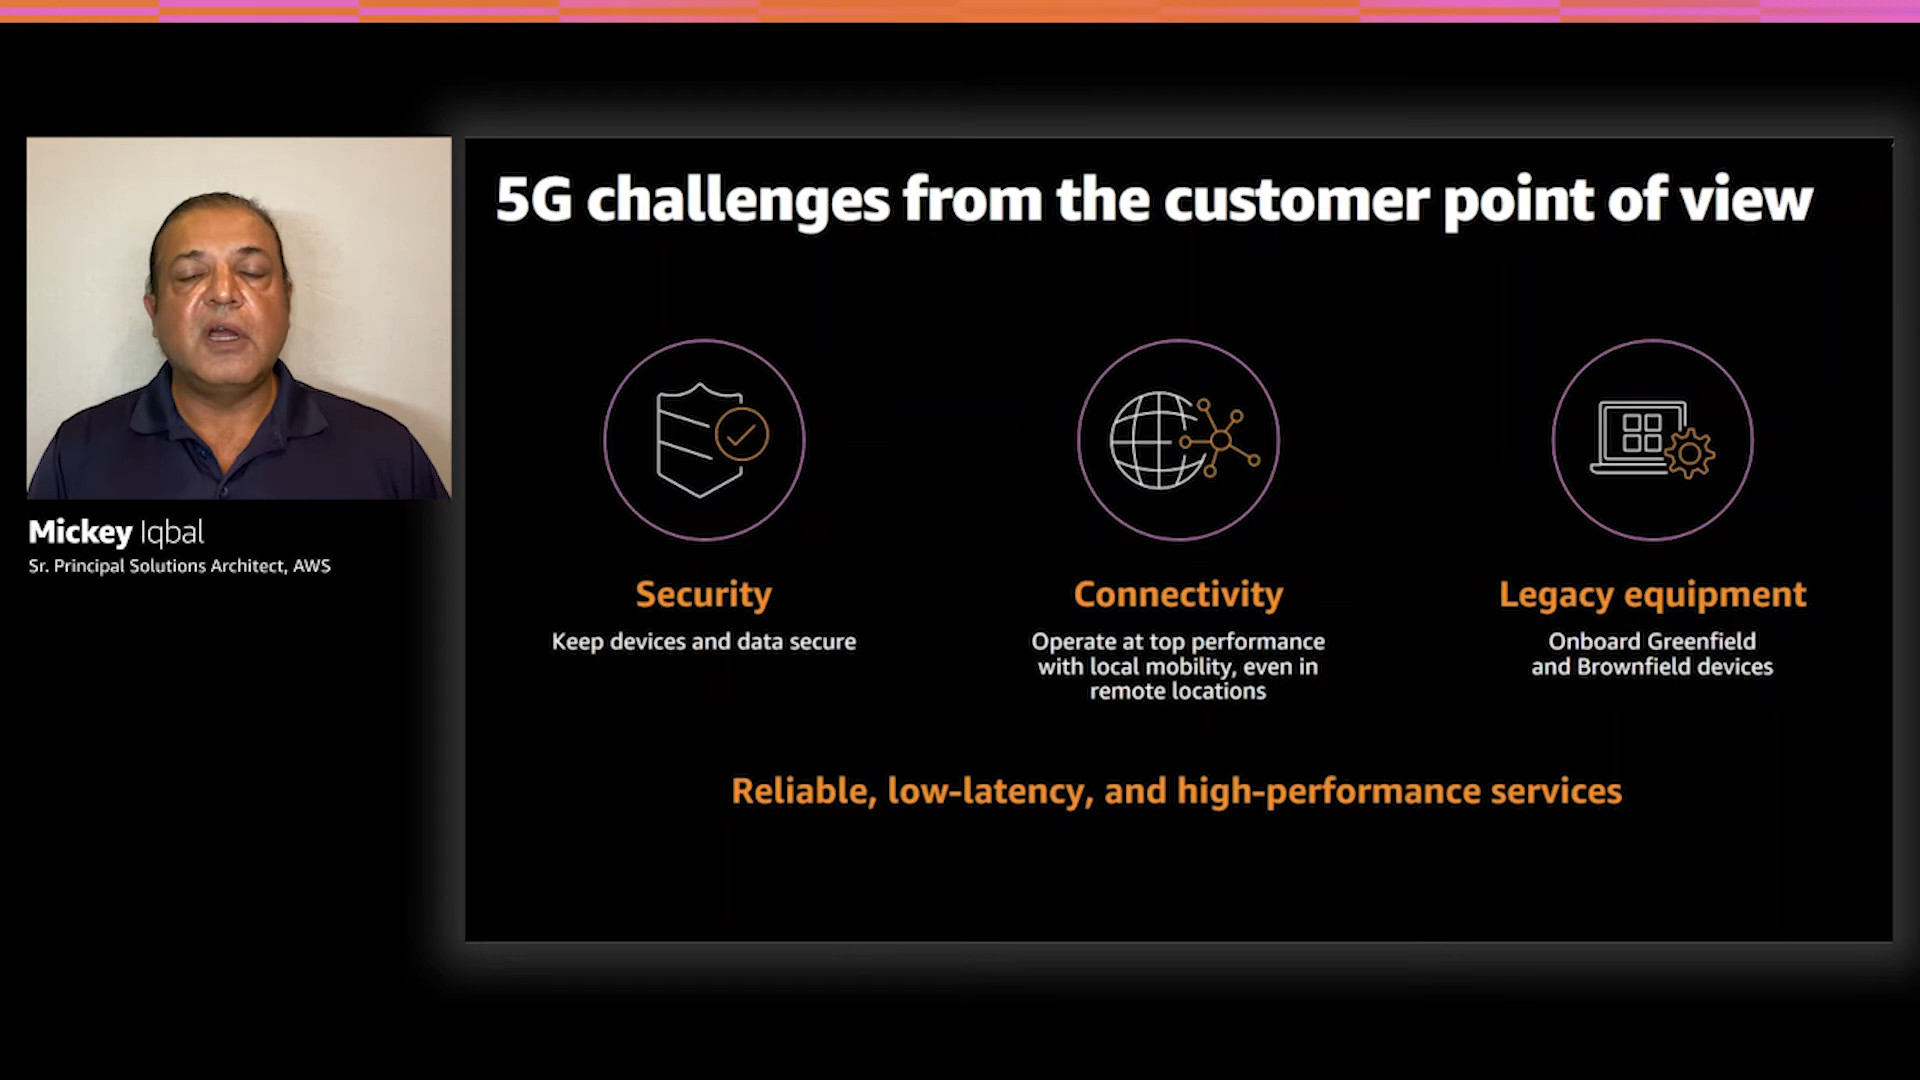 5G challenges from the customer point of view
Mickey Iqbal
Sr. Principal Solutions Architect, AWS
Security
Keep devices and data secure
Connectivity
Operate at top performance
with local mobility, even in
remote locations
Legacy equipment
Onboard Greenfield
and Brownfield devices
Reliable, low-latency, and high-performance services